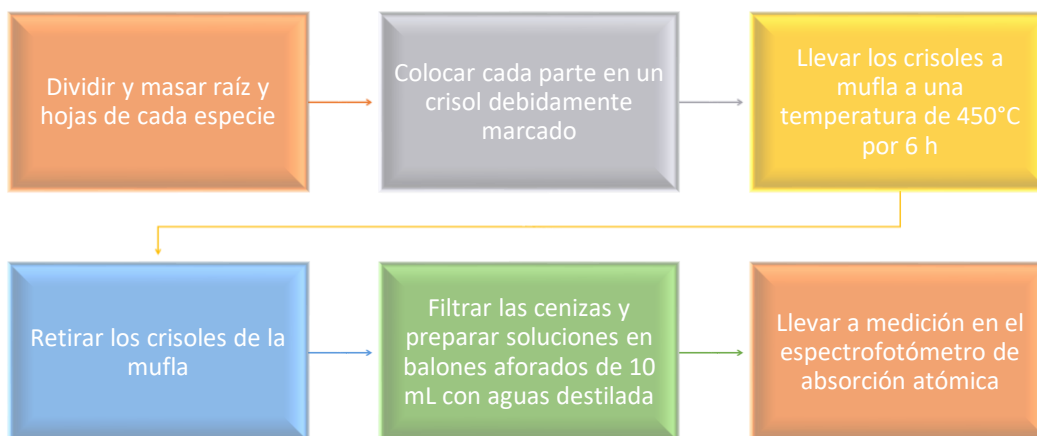 Dividir y masar raíz y
hojas de cada especie
Colocar cada parte en un
crisol debidamente
marcado
Llevar los crisoles a
mufla a una
temperatura de 450°C
por 6 h
Retirar los crisoles de la
mufla
Filtrar las cenizas y
preparar soluciones en
balones aforados de 10
mL con aguas destilada
Llevar a medición en el
espectrofotómetro de
absorción atómica